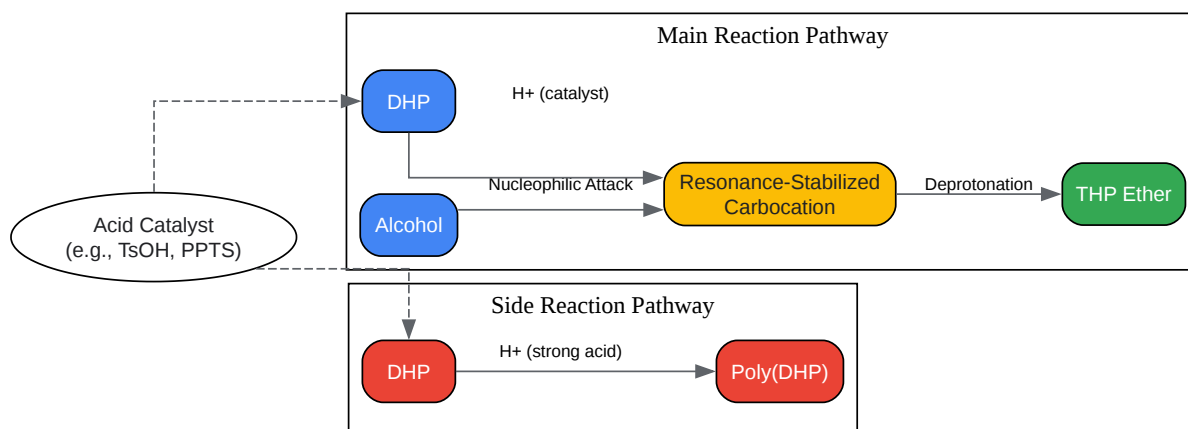 Main Reaction Pathway
DHP
H+ (catalyst)
Nucleophilic Attack
Resonance-Stabilized
Carbocation
Deprotonation
THP Ether
Alcohol
Acid Catalyst
(e.g., TsOH, PPTS)
Side Reaction Pathway
DHP
H+ (strong acid)
Poly(DHP)